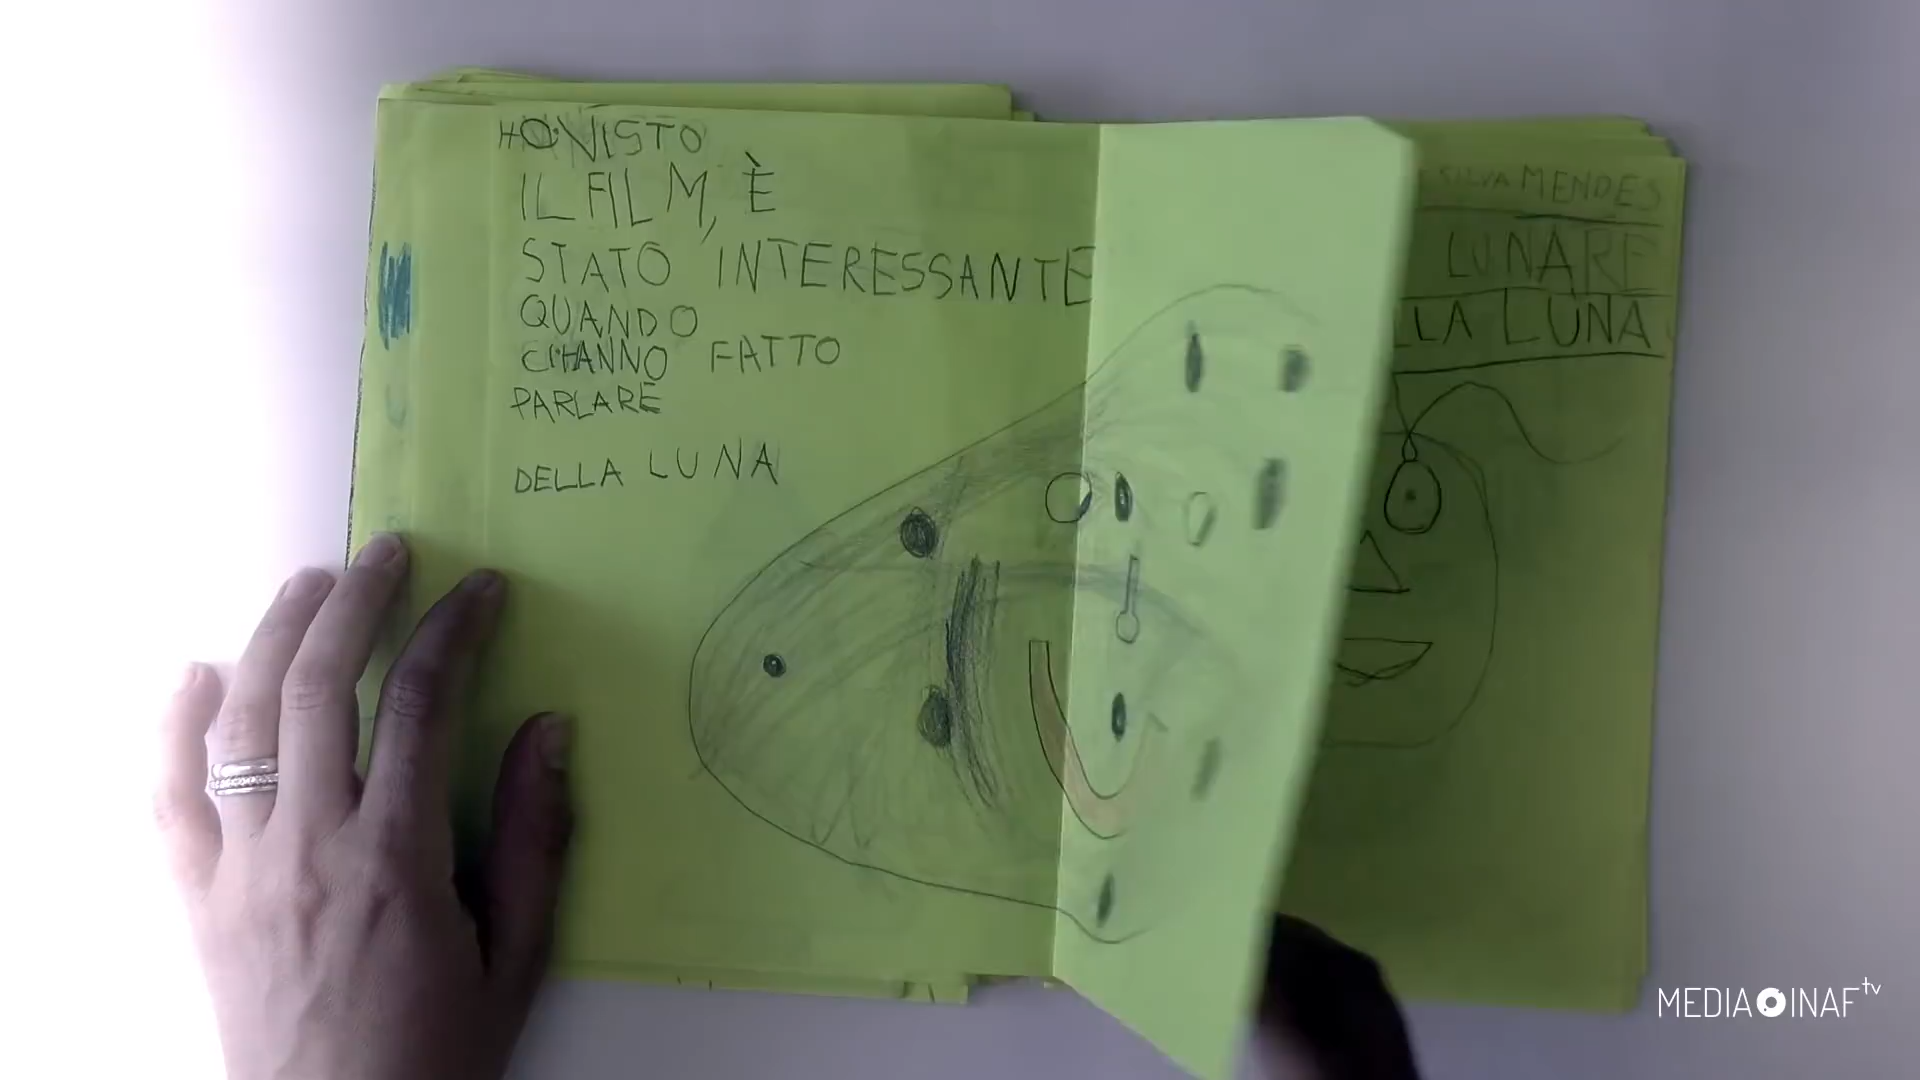 HO VISTO
IL FILM, È
STATO INTERESSANTE
QUANDO
CI HANNO FATTO
PARLARE
DELLA LUNA
SILVA MENDES
LUNARE
LLA LUNA
MEDIA INAF tv